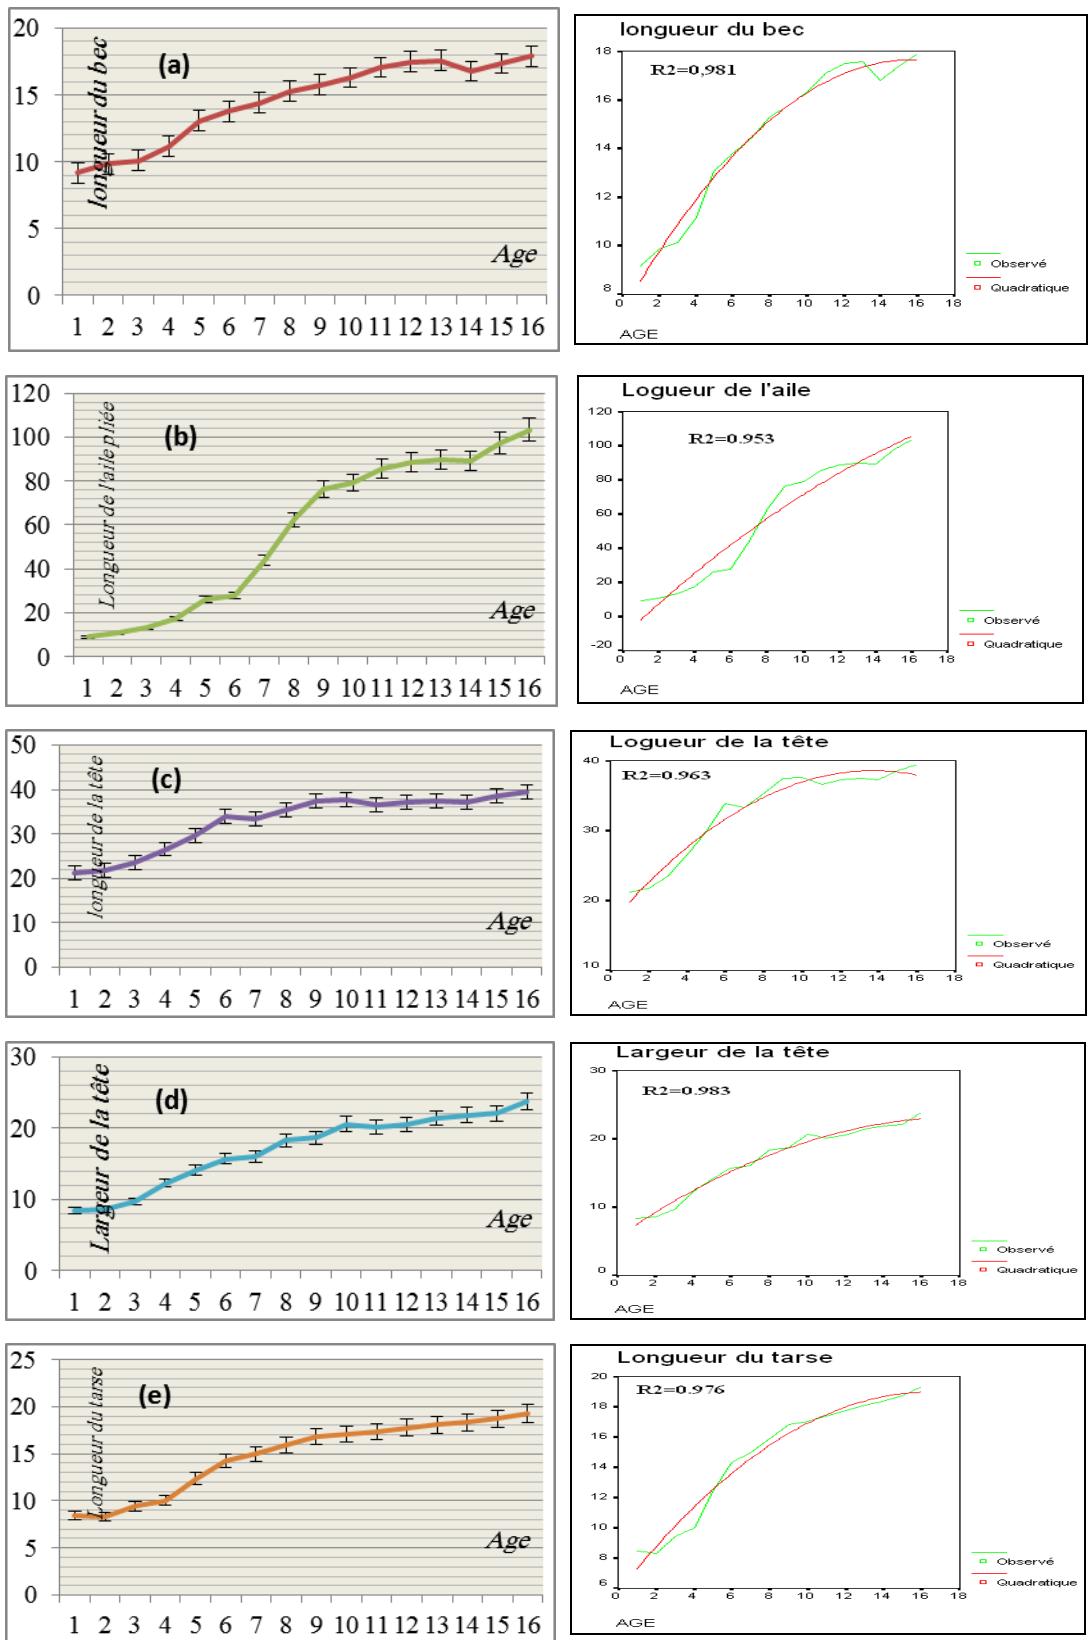 20
15
10
5
0
longueur du bec
(a)
Age
1 2 3 4 5 6 7 8 9 10 11 12 13 14 15 16
longueur du bec
R2=0,981
18
16
14
12
10
8
0 2 4 6 8 10 12 14 16 18
AGE
Observé
Quadratique
120
100
80
60
40
20
0
Longueur de l'aile pliée
(b)
Age
1 2 3 4 5 6 7 8 9 10 11 12 13 14 15 16
Logueur de l'aile
R2=0.953
120
100
80
60
40
20
0
-20
0 2 4 6 8 10 12 14 16 18
AGE
Observé
Quadratique
50
40
30
20
10
0
longueur de la tête
(c)
Age
1 2 3 4 5 6 7 8 9 10 11 12 13 14 15 16
Logueur de la tête
R2=0.963
40
30
20
10
0 2 4 6 8 10 12 14 16 18
AGE
Observé
Quadratique
30
20
10
0
Largeur de la tête
(d)
Age
1 2 3 4 5 6 7 8 9 10 11 12 13 14 15 16
Largeur de la tête
R2=0.983
30
20
10
0
0 2 4 6 8 10 12 14 16 18
AGE
Observé
Quadratique
25
20
15
10
5
0
Longueur du tarse
(e)
Age
1 2 3 4 5 6 7 8 9 10 11 12 13 14 15 16
Longueur du tarse
R2=0.976
20
18
16
14
12
10
8
6
0 2 4 6 8 10 12 14 16 18
AGE
Observé
Quadratique